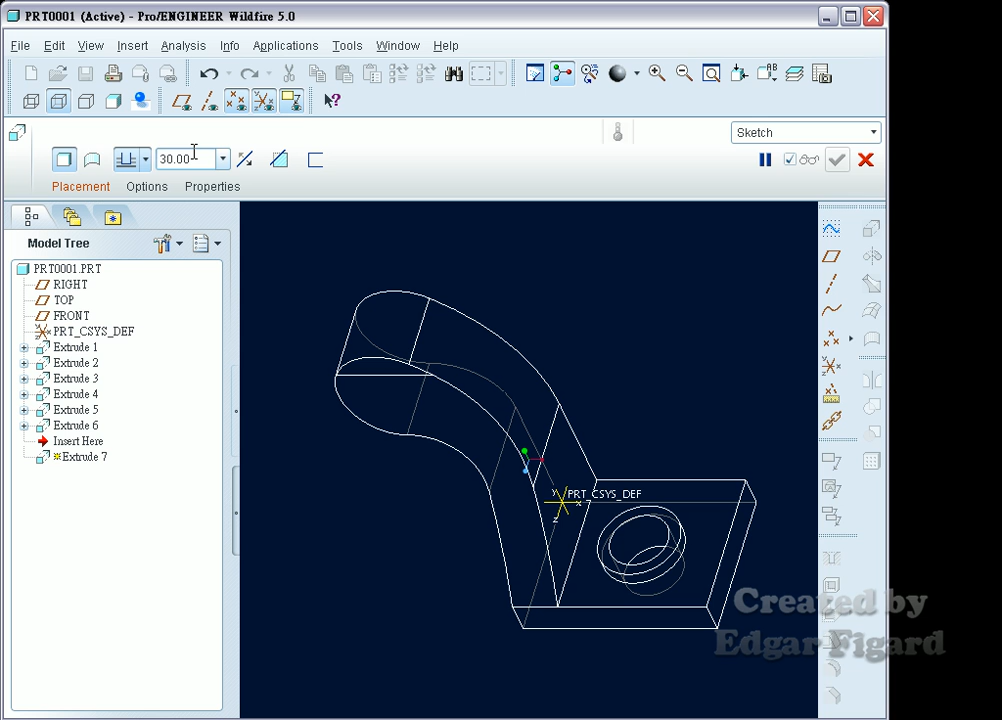 PRT0001 (Active) - Pro/ENGINEER Wildfire 5.0
File Edit View Insert Analysis Info Applications Tools Window Help
Sketch
30.00
Placement Options Properties
Model Tree
PRT0001.PRT
RIGHT
TOP
FRONT
PRT_CSYS_DEF
Extrude 1
Extrude 2
Extrude 3
Extrude 4
Extrude 5
Extrude 6
Insert Here
Extrude 7
PRT_CSYS_DEF
Y
X
Z
Created by
Edgar Figard